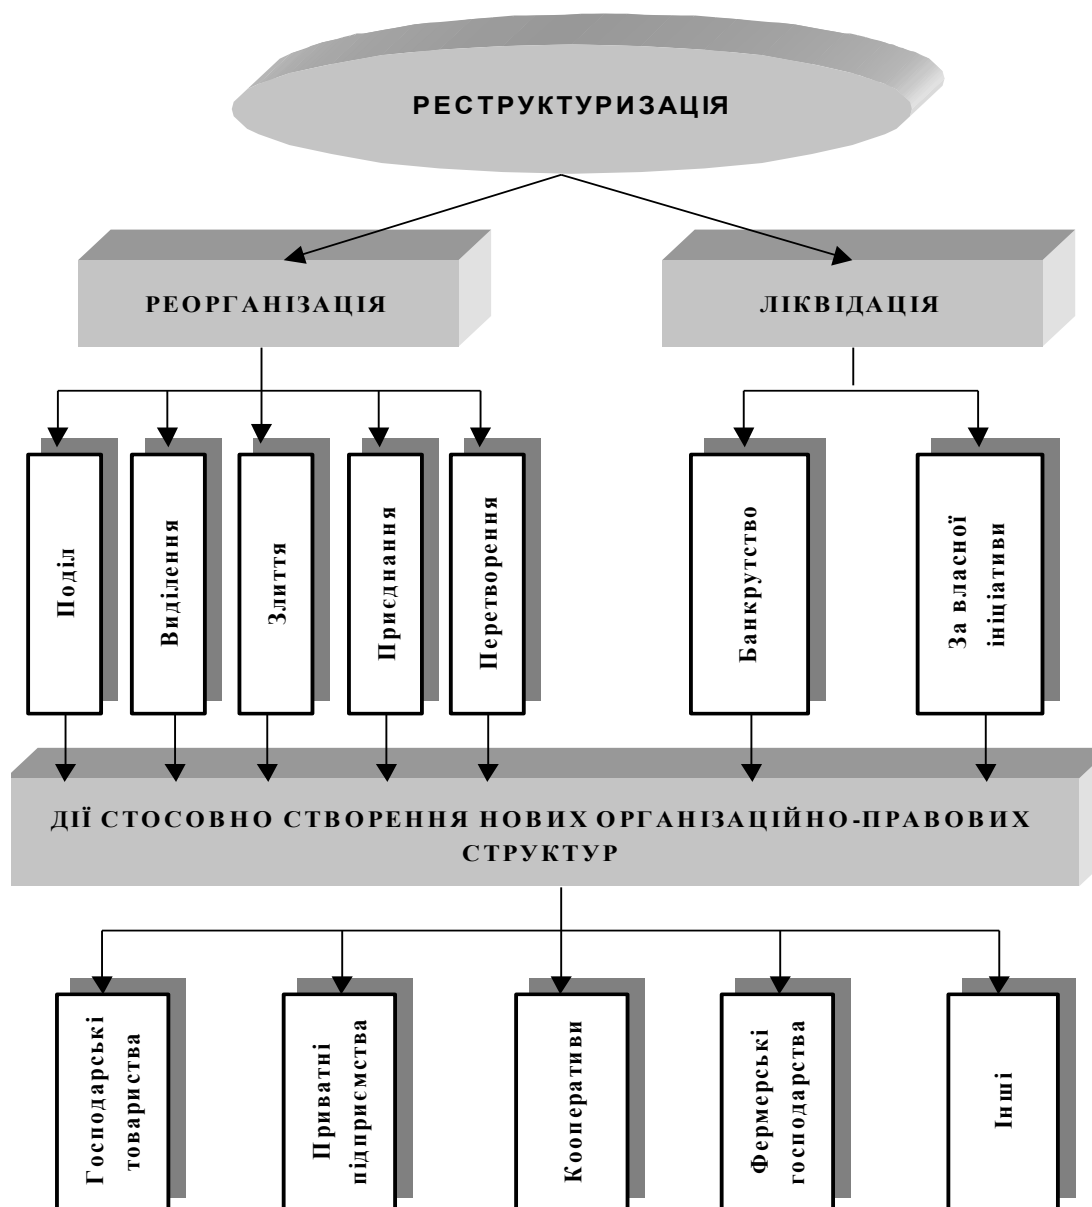 РЕСТРУКТУРИЗАЦІЯ
РЕОРГАНІЗАЦІЯ
ЛІКВІДАЦІЯ
Поділ
Виділення
Злиття
Приєднання
Перетворення
Банкрутство
За власної
ініціативи
ДІЇ СТОСОВНО СТВОРЕННЯ НОВИХ ОРГАНІЗАЦІЙНО-ПРАВОВИХ
СТРУКТУР
Господарські
товариства
Приватні
підприємства
Кооперативи
Фермерські
господарства
Інші